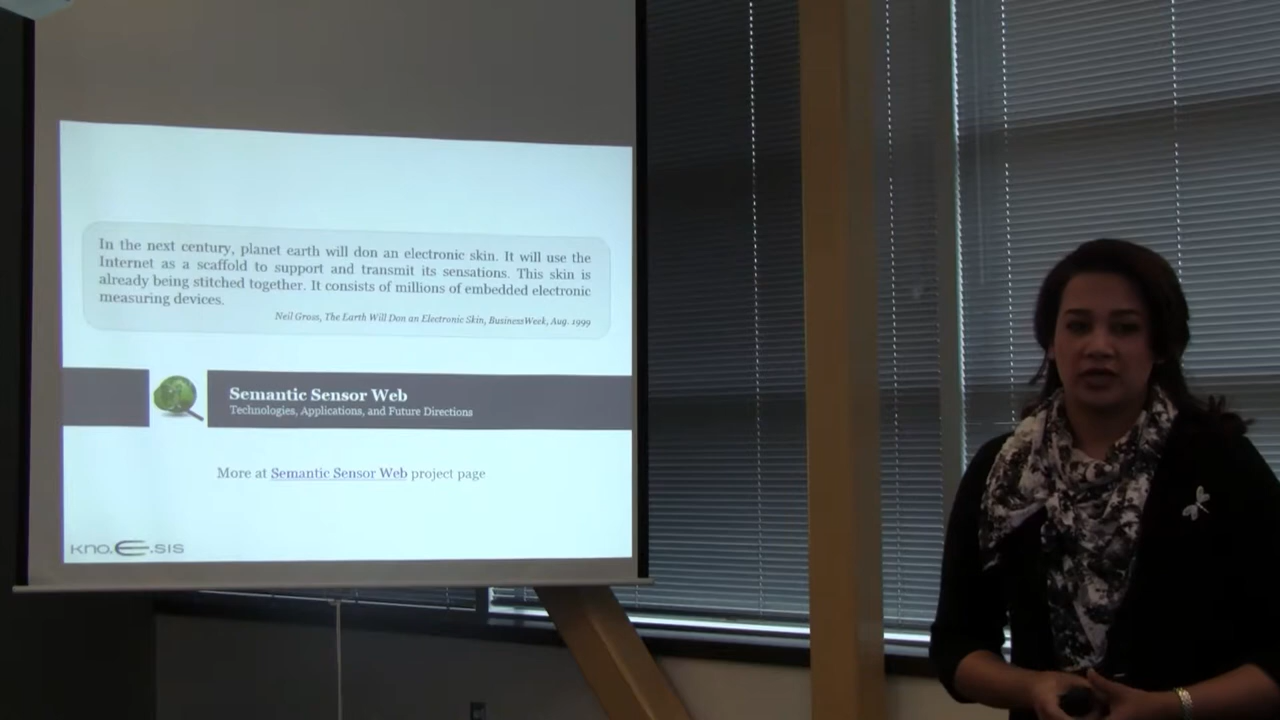 In the next century, planet earth will don an electronic skin. It will use the
Internet as a scaffold to support and transmit its sensations. This skin is
already being stitched together. It consists of millions of embedded electronic
measuring devices.
Neil Gross, The Earth Will Don an Electronic Skin, BusinessWeek, Aug. 1999
Semantic Sensor Web
Technologies, Applications, and Future Directions
More at Semantic Sensor Web project page
kno.e.sis